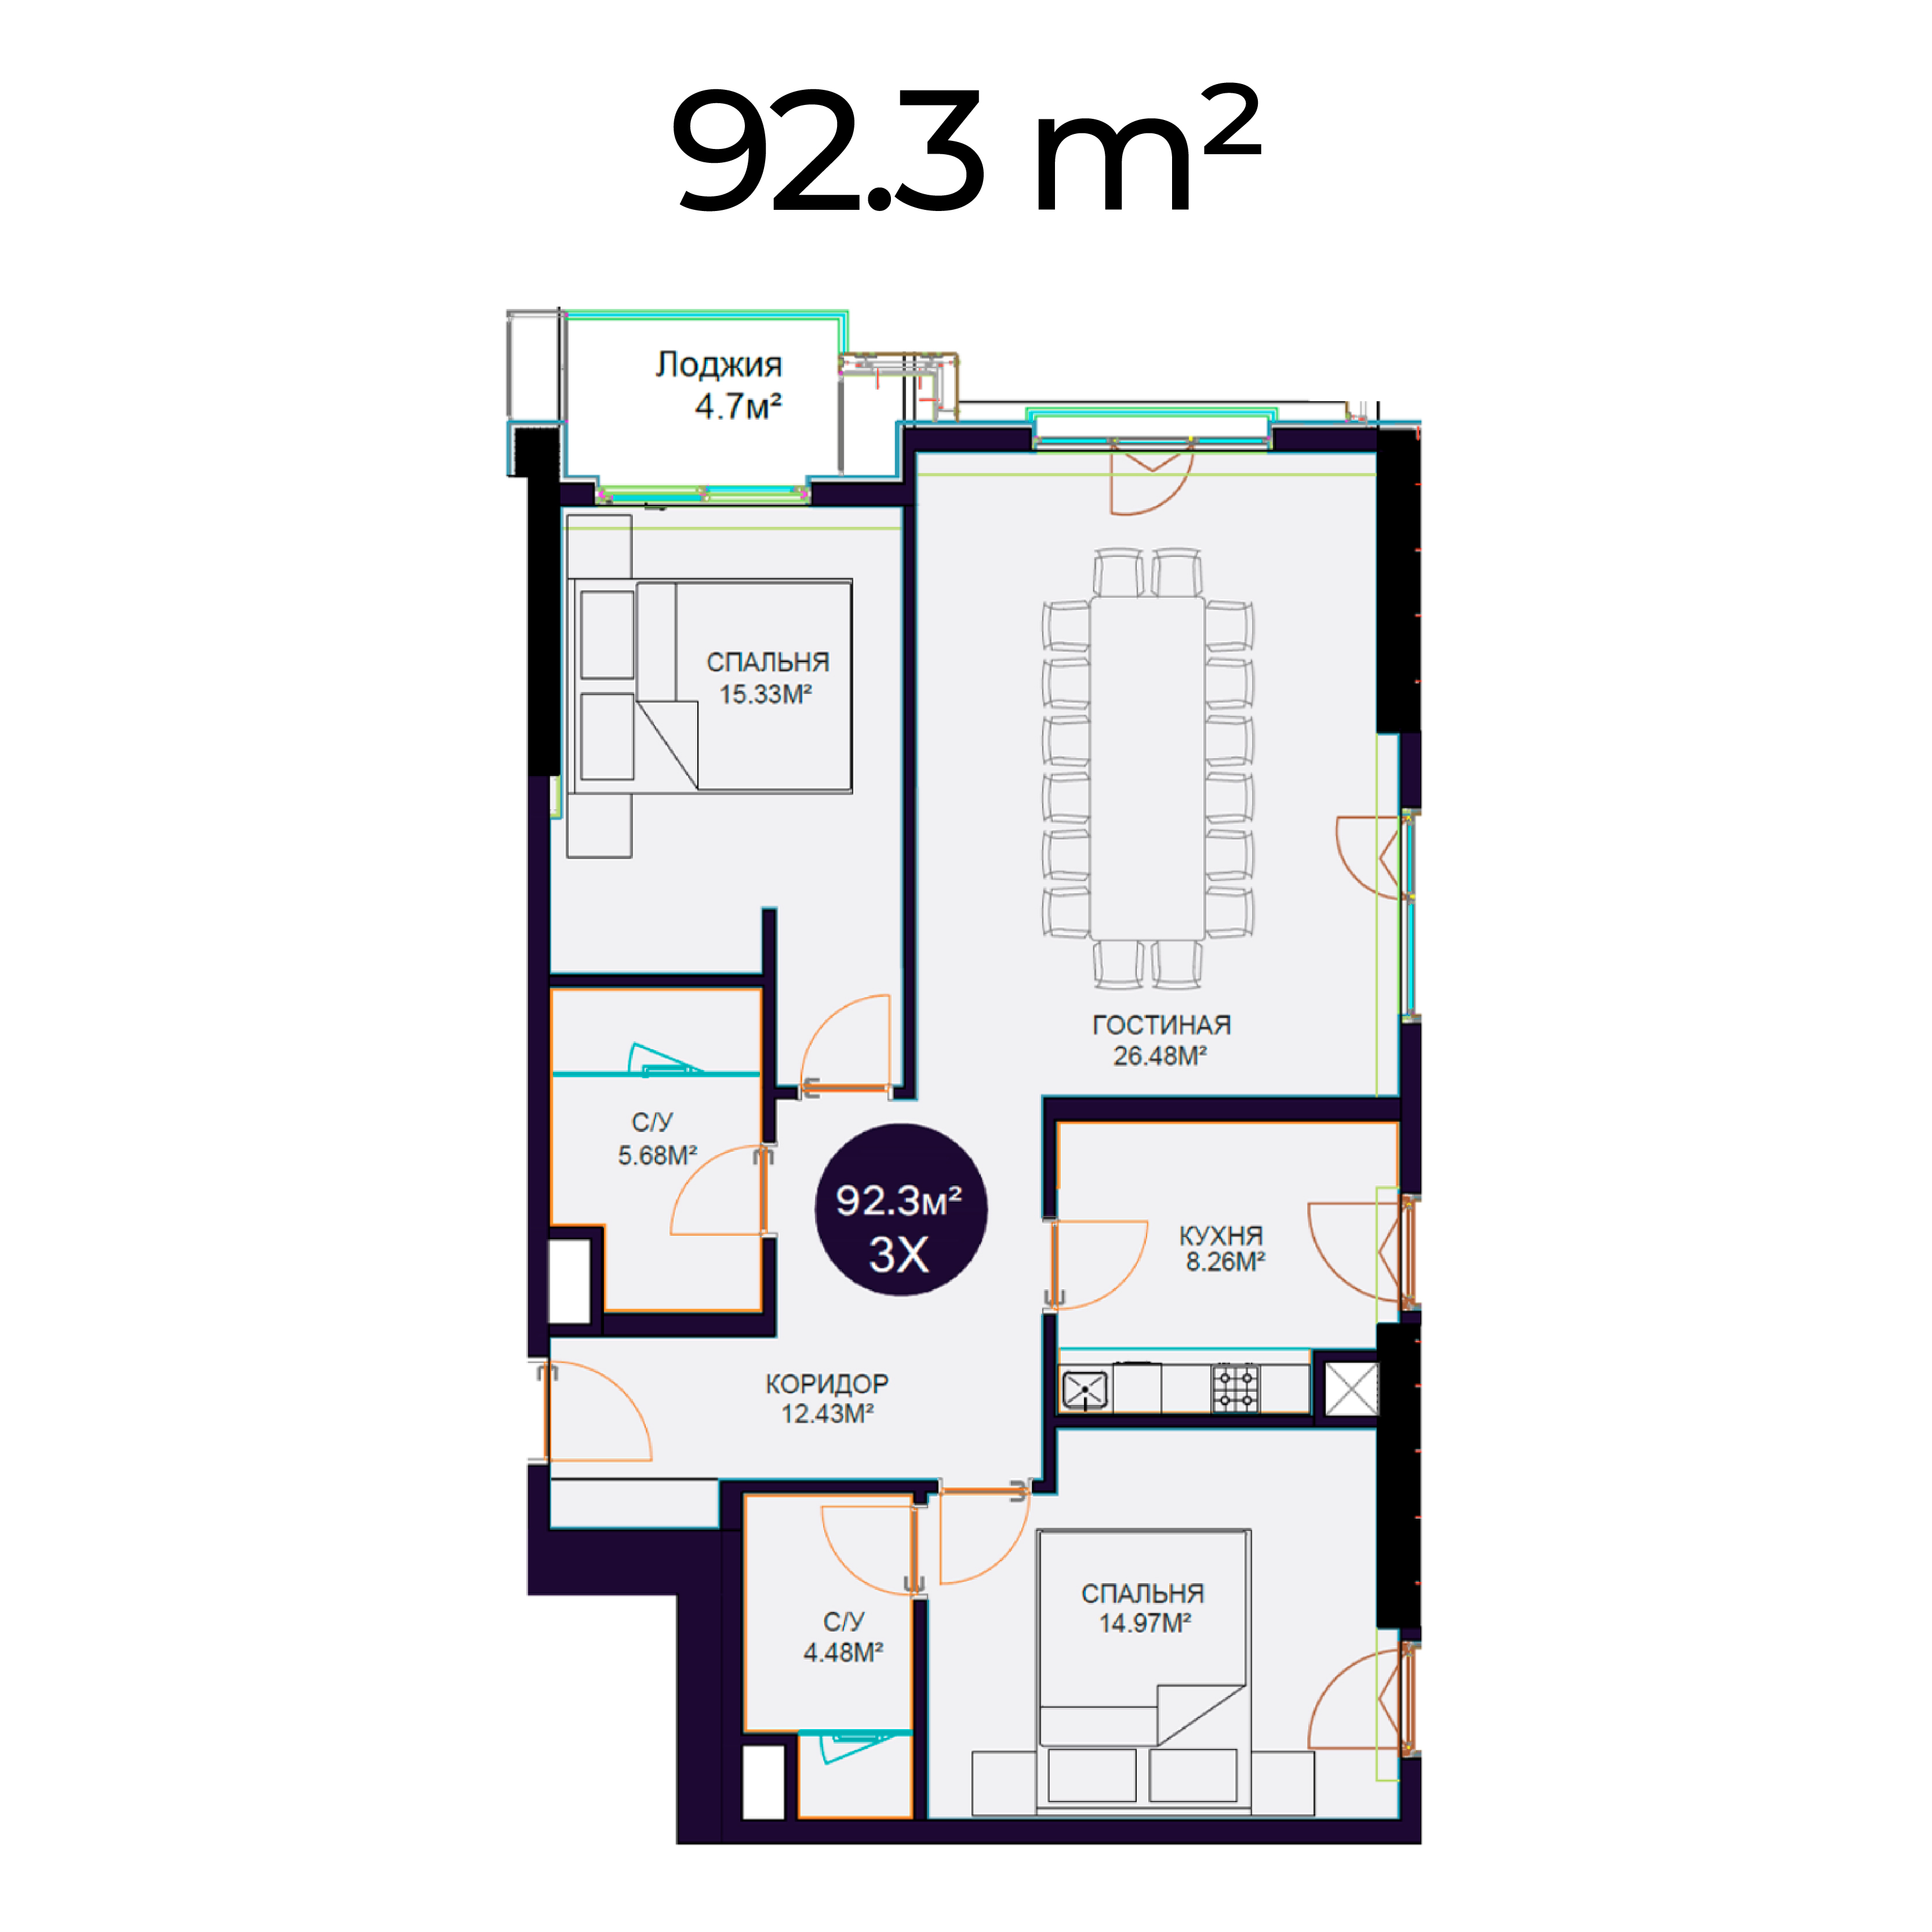 92.3 m²
Лоджия
4.7м²
СПАЛЬНЯ
15.33М²
ГОСТИНАЯ
26.48М²
С/У
5.68М²
92.3м²
3Х
КУХНЯ
8.26М²
КОРИДОР
12.43М²
СПАЛЬНЯ
14.97М²
С/У
4.48М²